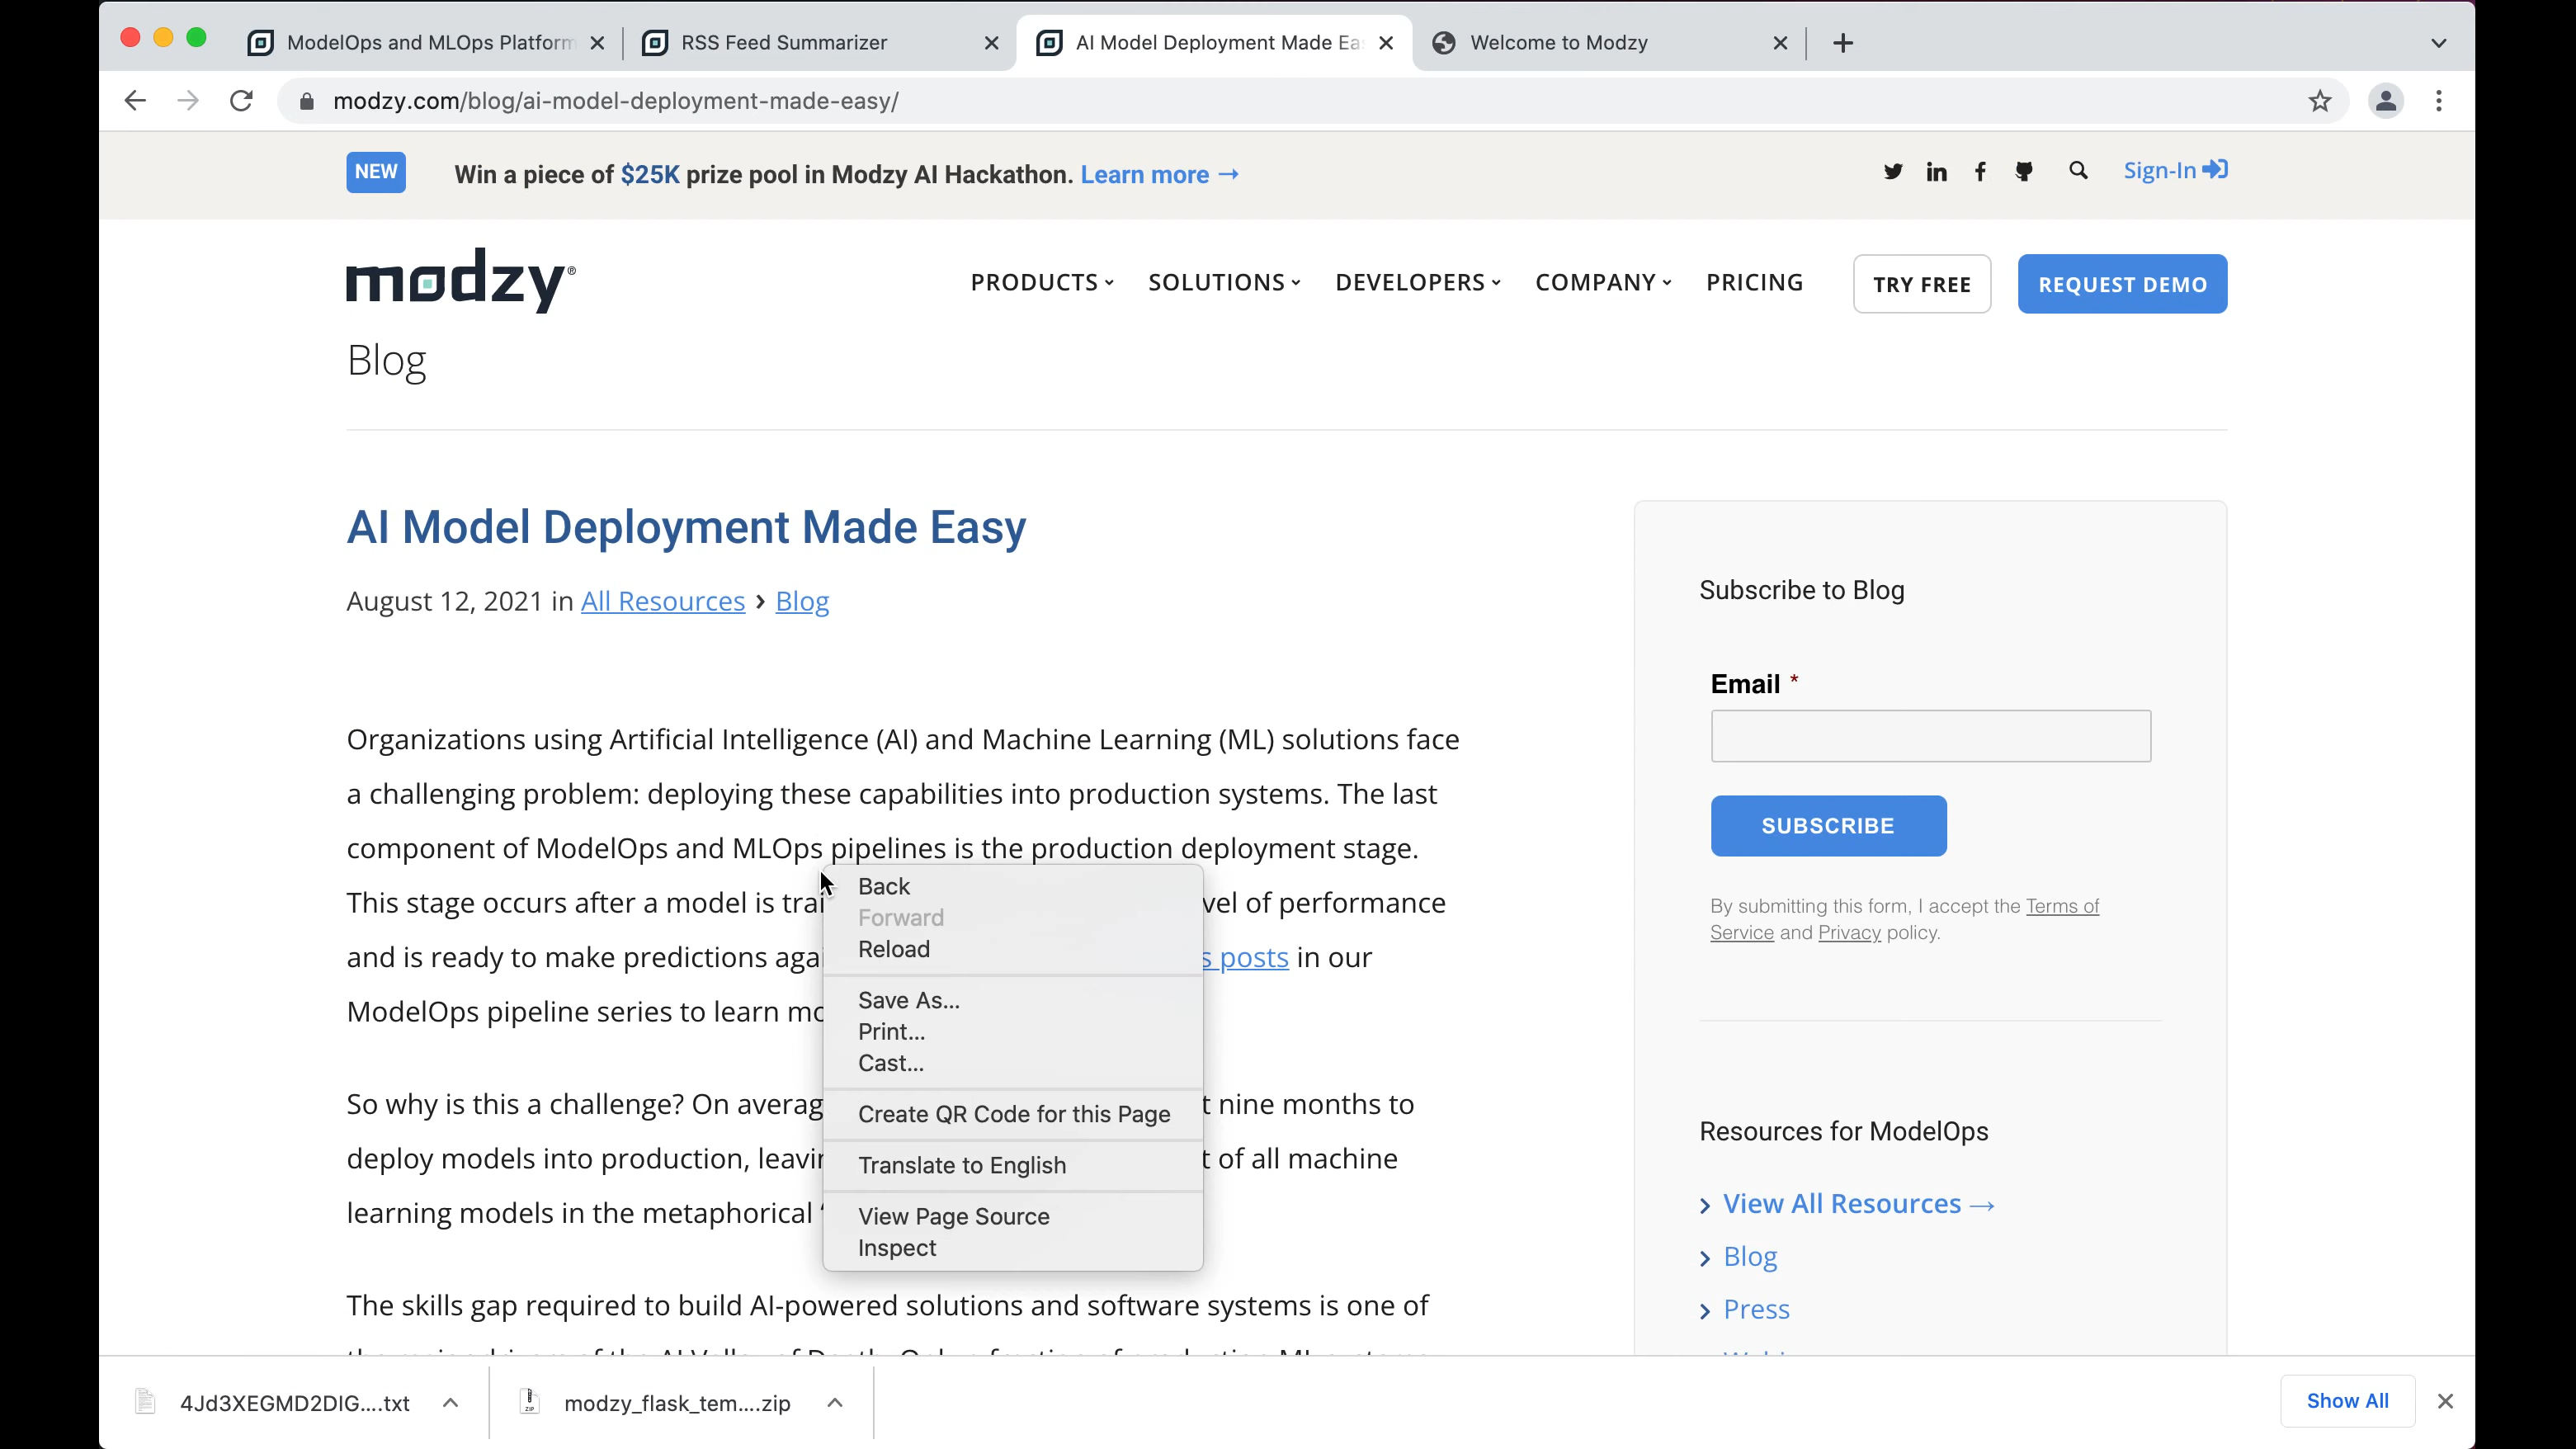 ModelOps and MLOps Platform
RSS Feed Summarizer
AI Model Deployment Made Ea
Welcome to Modzy
modzy.com/blog/ai-model-deployment-made-easy/
NEW
Win a piece of $25K prize pool in Modzy AI Hackathon. Learn more →
Sign-In
modzy®
PRODUCTS
SOLUTIONS
DEVELOPERS
COMPANY
PRICING
TRY FREE
REQUEST DEMO
Blog
AI Model Deployment Made Easy
August 12, 2021 in All Resources › Blog
Organizations using Artificial Intelligence (AI) and Machine Learning (ML) solutions face
a challenging problem: deploying these capabilities into production systems. The last
component of ModelOps and MLOps pipelines is the production deployment stage.
This stage occurs after a model is trai
vel of performance
and is ready to make predictions agai
s posts in our
ModelOps pipeline series to learn mo
So why is this a challenge? On averag
t nine months to
deploy models into production, leavin
t of all machine
learning models in the metaphorical
The skills gap required to build AI-powered solutions and software systems is one of
Back
Forward
Reload
Save As...
Print...
Cast...
Create QR Code for this Page
Translate to English
View Page Source
Inspect
Subscribe to Blog
Email *
SUBSCRIBE
By submitting this form, I accept the Terms of
Service and Privacy policy.
Resources for ModelOps
› View All Resources →
› Blog
› Press
4Jd3XEGMD2DIG....txt
modzy_flask_tem....zip
Show All